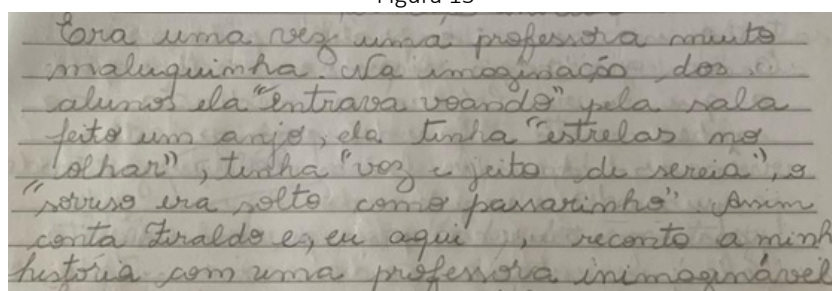 Era uma vez uma professora muito
maluquinha. Na imaginação dos
alunos ela "entrava voando" pela sala
feito um anjo, ela tinha "estrelas no
olhar", tinha "voz e jeito de sereia", o
"sorriso era solto como passarinho". Assim
conta Ziraldo e, eu aqui, reconto a minh
história com uma professora inimaginável